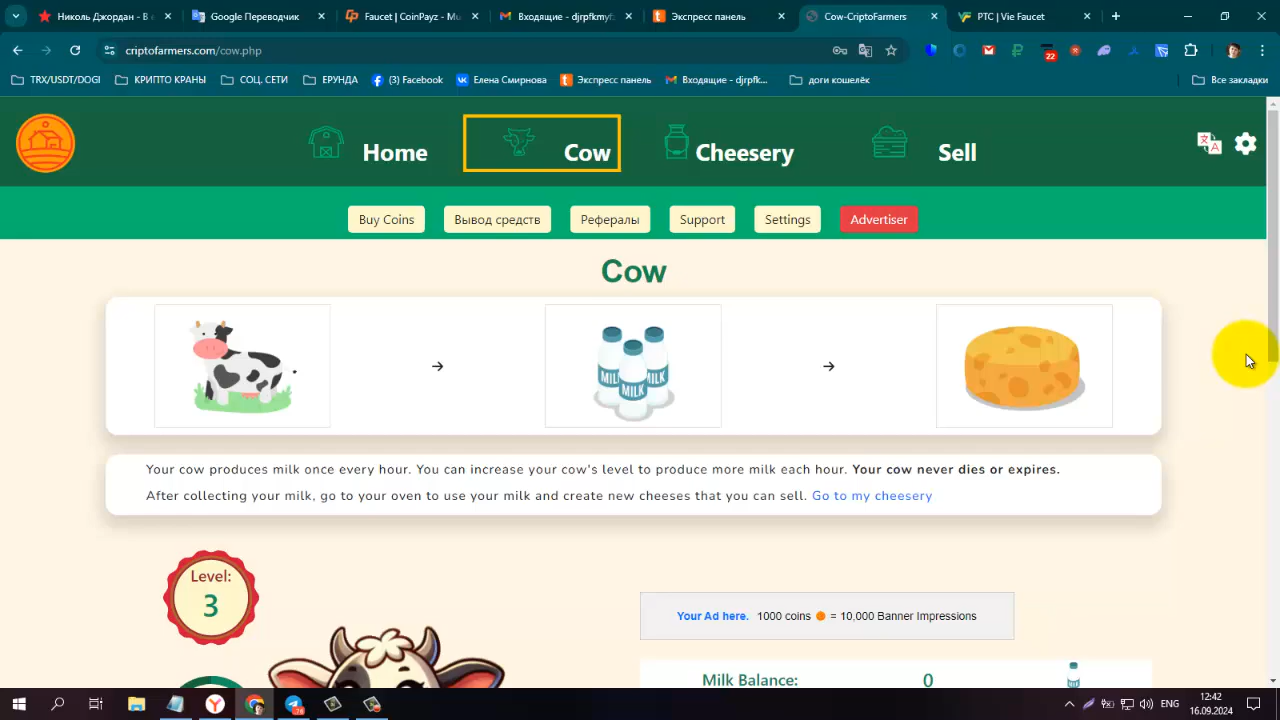 Николь Джордан - В е
Google Переводчик
Faucet | CoinPayz - Mu
Входящие - djrpfkmyfz
Экспресс панель
Cow-CriptoFarmers
PTC | Vie Faucet
criptofarmers.com/cow.php
22
TRX/USDT/DOGI
КРИПТО КРАНЫ
СОЦ. СЕТИ
ЕРУНДА
(3) Facebook
Елена Смирнова
Экспресс панель
Входящие - djrpfk...
доги кошелёк
Все закладки
Home
Cow
Cheesery
Sell
Buy Coins
Вывод средств
Рефералы
Support
Settings
Advertiser
Cow
MILK
MILK
MILK
Your cow produces milk once every hour. You can increase your cow's level to produce more milk each hour. Your cow never dies or expires.
After collecting your milk, go to your oven to use your milk and create new cheeses that you can sell. Go to my cheesery
Level:
3
Your Ad here. 1000 coins = 10,000 Banner Impressions
Milk Balance: 0
ENG
12:42
16.09.2024